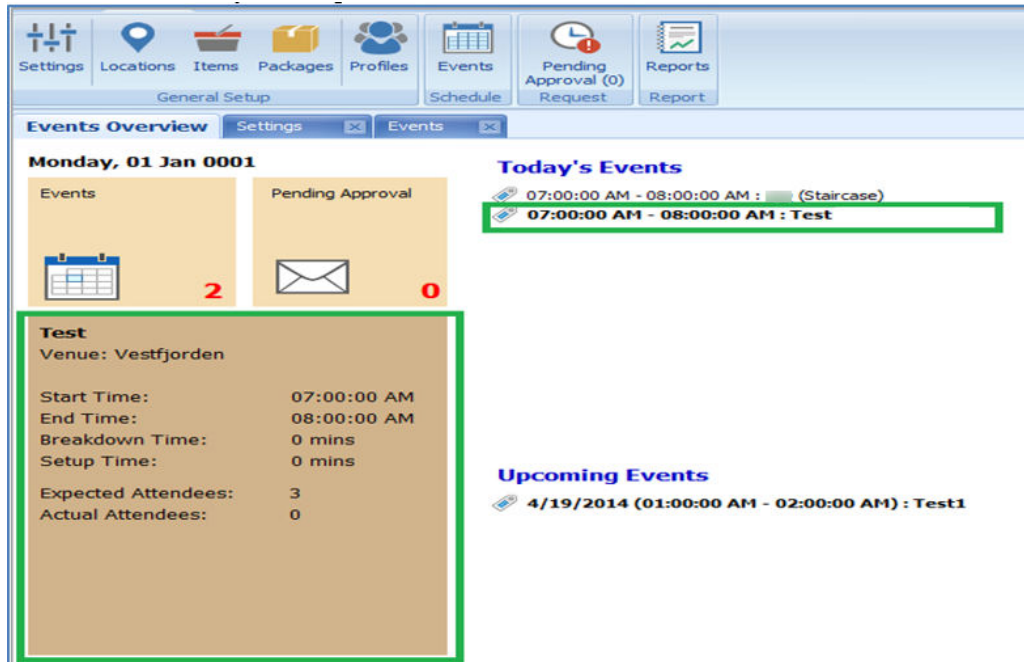 Settings
Locations
Items
Packages
Profiles
Events
Pending
Approval (0)
Reports
General Setup
Schedule
Request
Report
Events Overview
Settings
Events
Monday, 01 Jan 0001
Events
2
Pending Approval
0
Test
Venue: Vestfjorden
Start Time: 07:00:00 AM
End Time: 08:00:00 AM
Breakdown Time: 0 mins
Setup Time: 0 mins
Expected Attendees: 3
Actual Attendees: 0
Today's Events
07:00:00 AM - 08:00:00 AM : (Staircase)
07:00:00 AM - 08:00:00 AM : Test
Upcoming Events
4/19/2014 (01:00:00 AM - 02:00:00 AM) : Test1